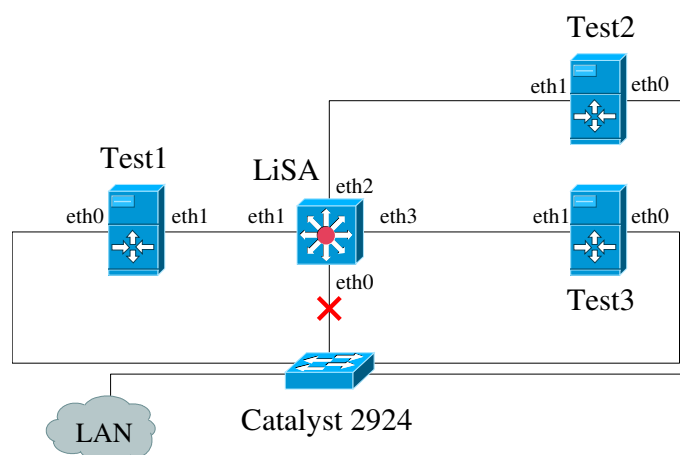 Test2
eth1
eth0
Test1
LiSA
eth2
eth0
eth1
eth1
eth3
eth1
eth0
eth0
Test3
Catalyst 2924
LAN